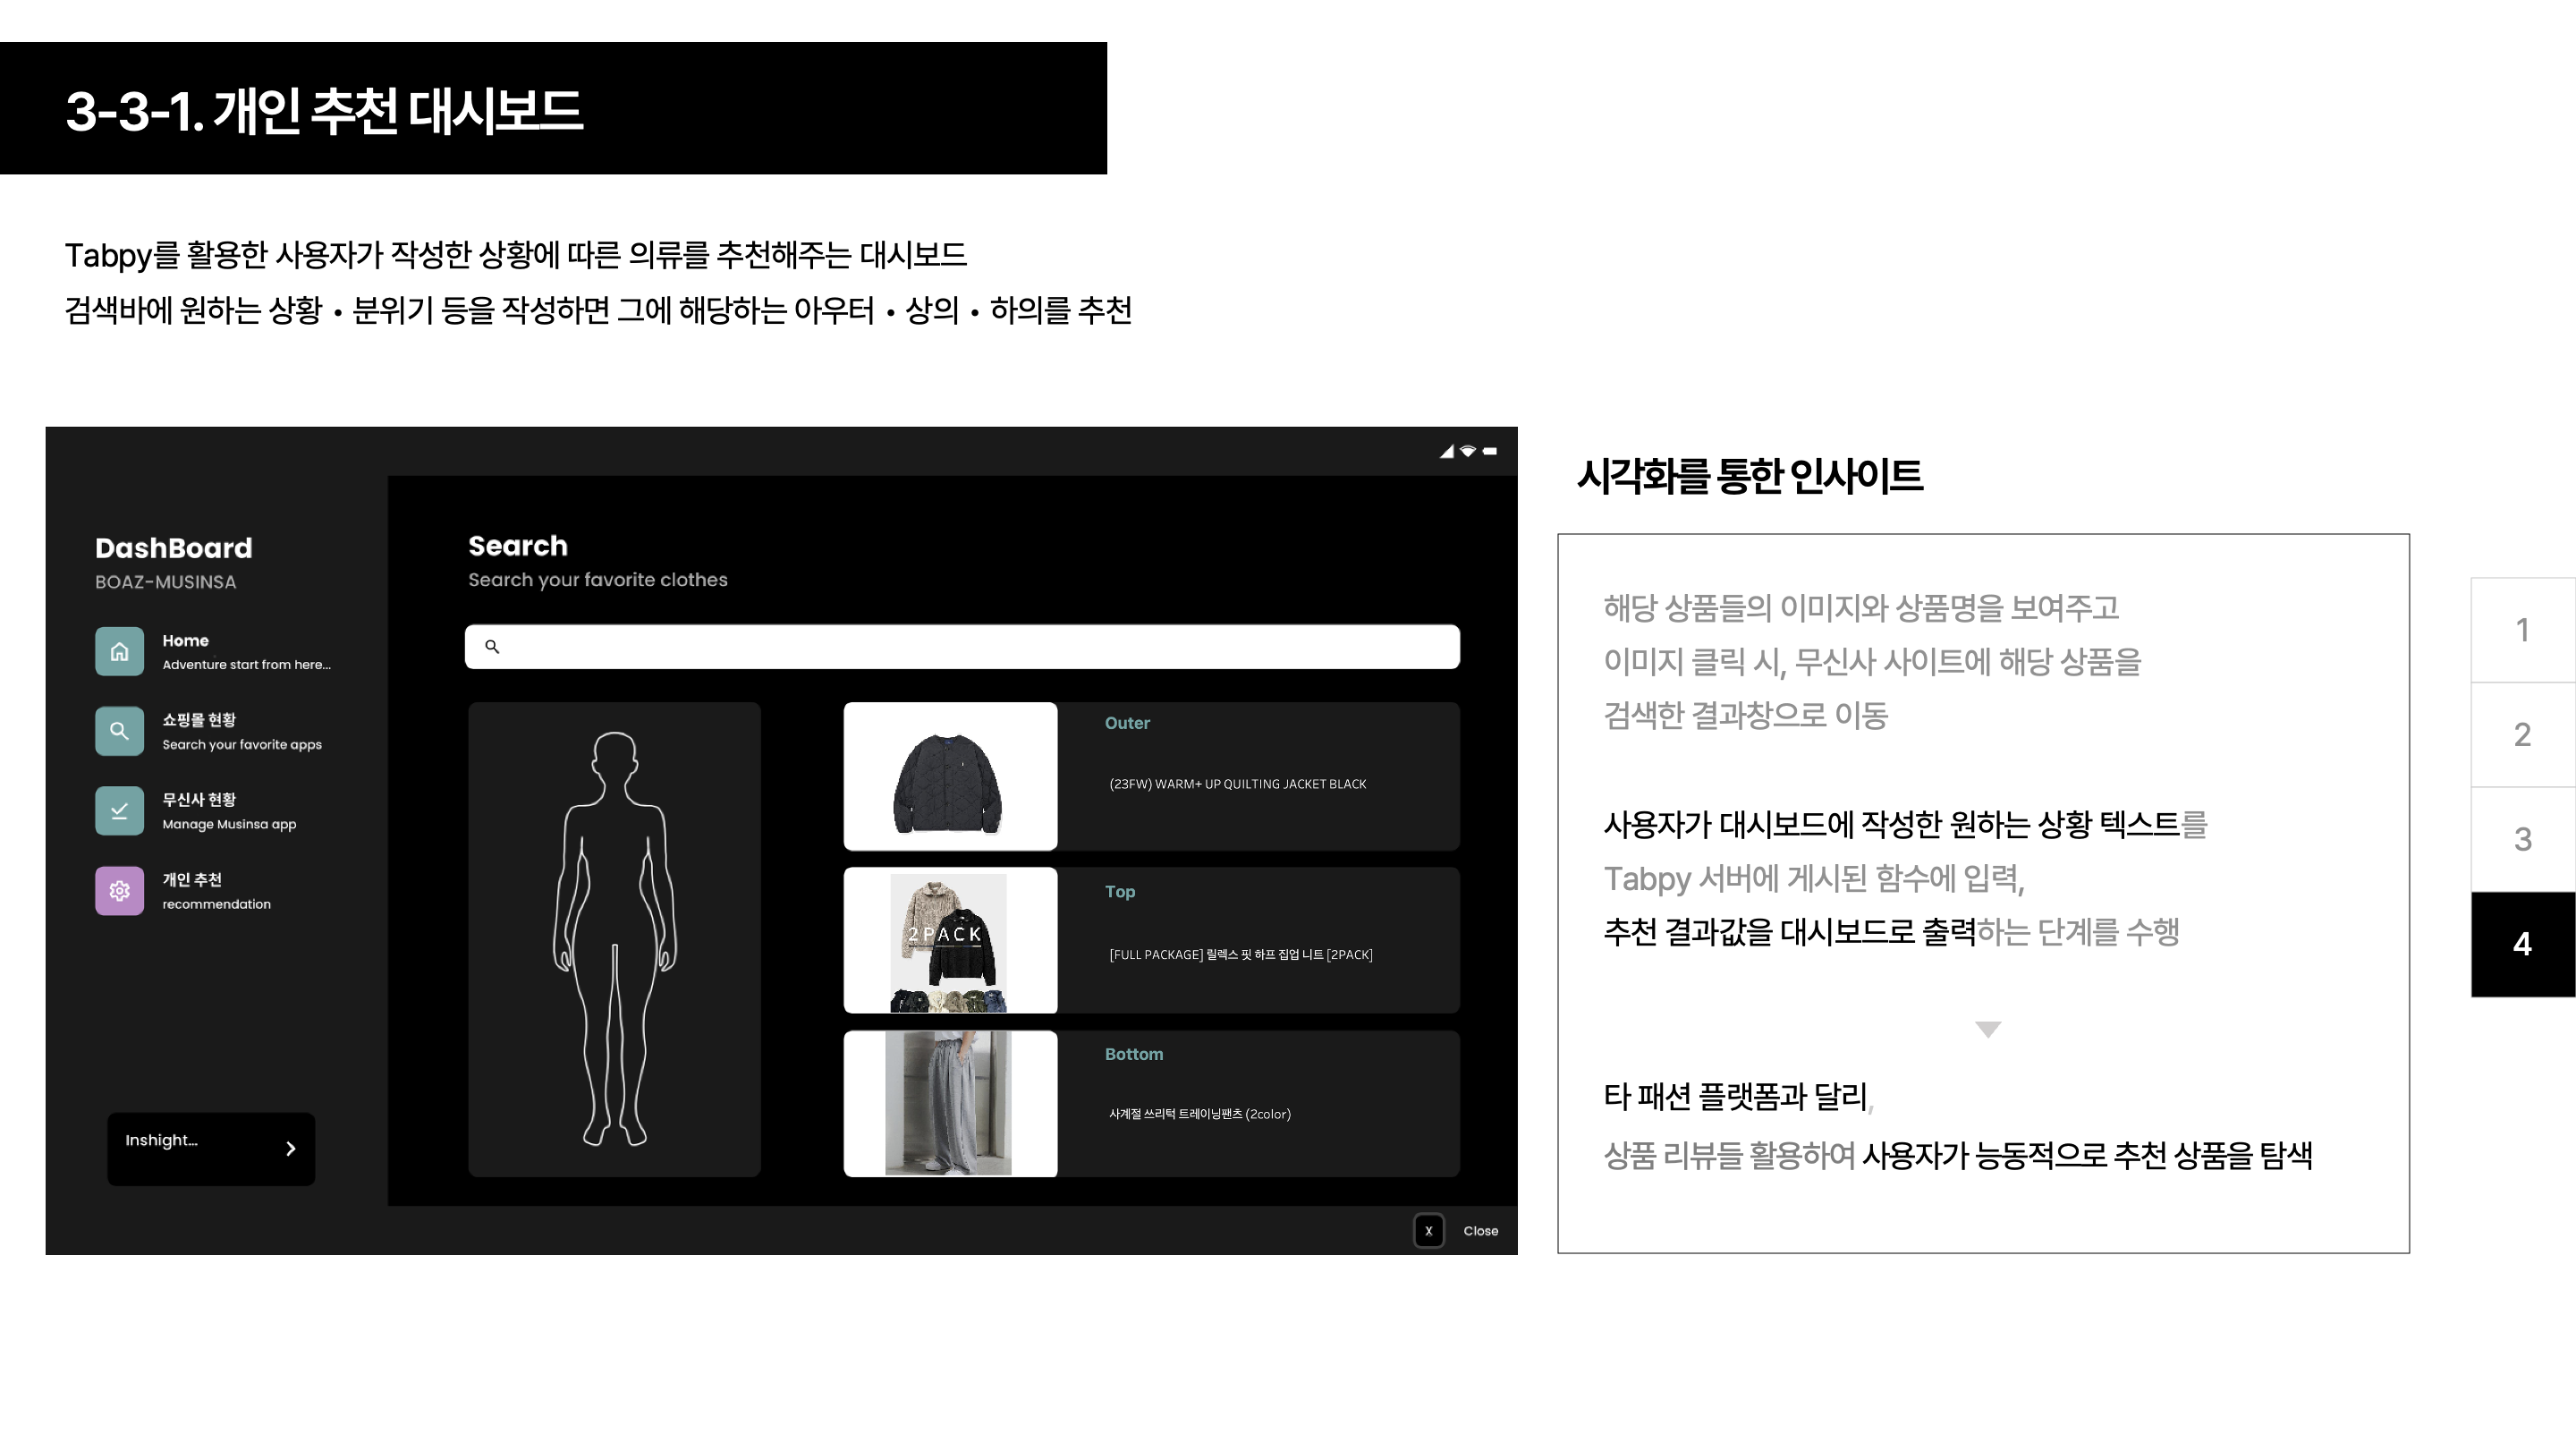 3-3-1. 개인 추천 대시보드
Tabpy를 활용한 사용자가 작성한 상황에 따른 의류를 추천해주는 대시보드
검색바에 원하는 상황 • 분위기 등을 작성하면 그에 해당하는 아우터 • 상의 • 하의를 추천
DashBoard
BOAZ-MUSINSA
Home
Adventure start from here...
쇼핑몰 현황
Search your favorite apps
무신사 현황
Manage Musinsa app
개인 추천
recommendation
Inshight...
Search
Search your favorite clothes
Outer
(23FW) WARM+ UP QUILTING JACKET BLACK
2PACK
Top
[FULL PACKAGE] 릴렉스 핏 하프 집업 니트 [2PACK]
Bottom
사계절 쓰리턱 트레이닝팬츠 (2color)
X Close
시각화를 통한 인사이트
해당 상품들의 이미지와 상품명을 보여주고
이미지 클릭 시, 무신사 사이트에 해당 상품을
검색한 결과창으로 이동
사용자가 대시보드에 작성한 원하는 상황 텍스트를
Tabpy 서버에 게시된 함수에 입력,
추천 결과값을 대시보드로 출력하는 단계를 수행
타 패션 플랫폼과 달리,
상품 리뷰들 활용하여 사용자가 능동적으로 추천 상품을 탐색
1
2
3
4